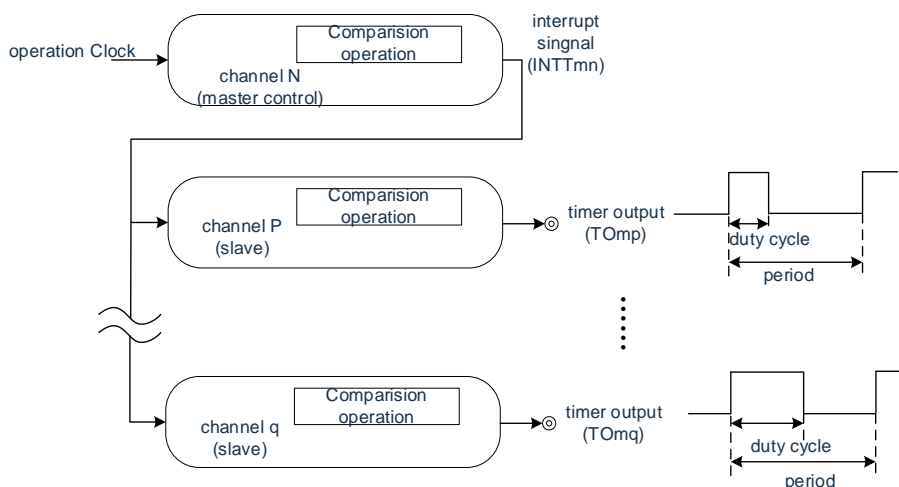 Comparision
operation
operation Clock
channel N
(master control)
interrupt
singnal
(INTTmn)
Comparision
operation
channel P
(slave)
timer output
(TOmp)
duty cycle
period
Comparision
operation
channel q
(slave)
timer output
(TOmq)
duty cycle
period